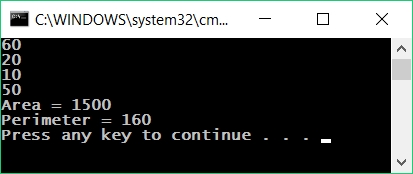 C:\WINDOWS\system32\cm...
60
20
10
50
Area = 1500
Perimeter = 160
Press any key to continue . . .